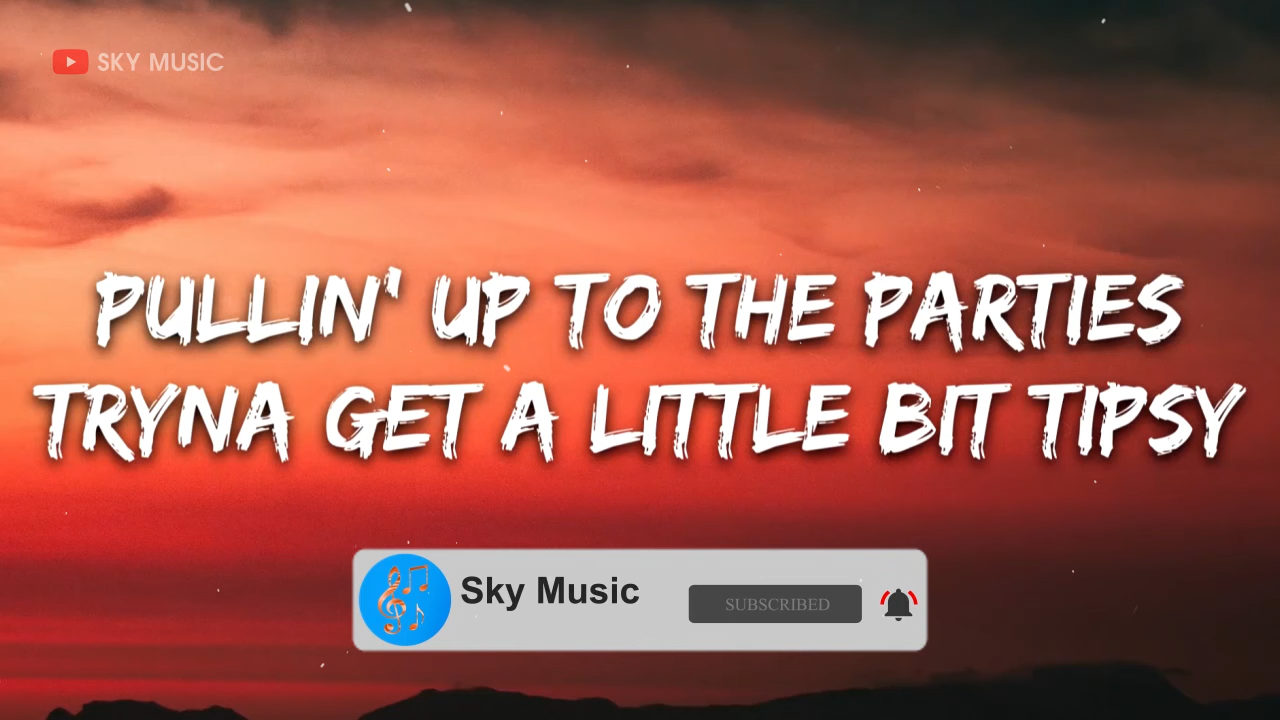 SKY MUSIC
PULLIN' UP TO THE PARTIES
TRYNA GET A LITTLE BIT TIPSY
Sky Music
SUBSCRIBED